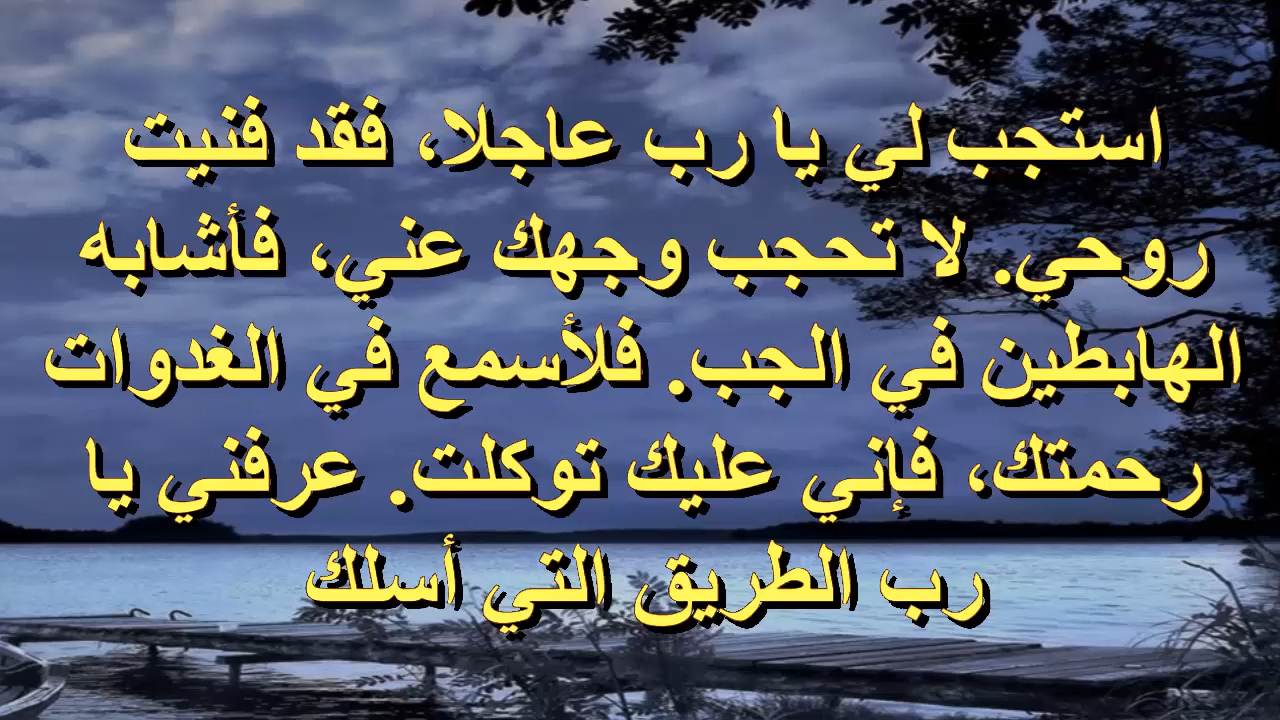 استجب لي يا رب عاجلا، فقد فنيت
روحي. لا تحجب وجهك عني، فأشابه
الهابطين في الجب. فلأسمع في الغدوات
رحمتك، فإني عليك توكلت. عرفني يا
رب الطريق التي أسلك